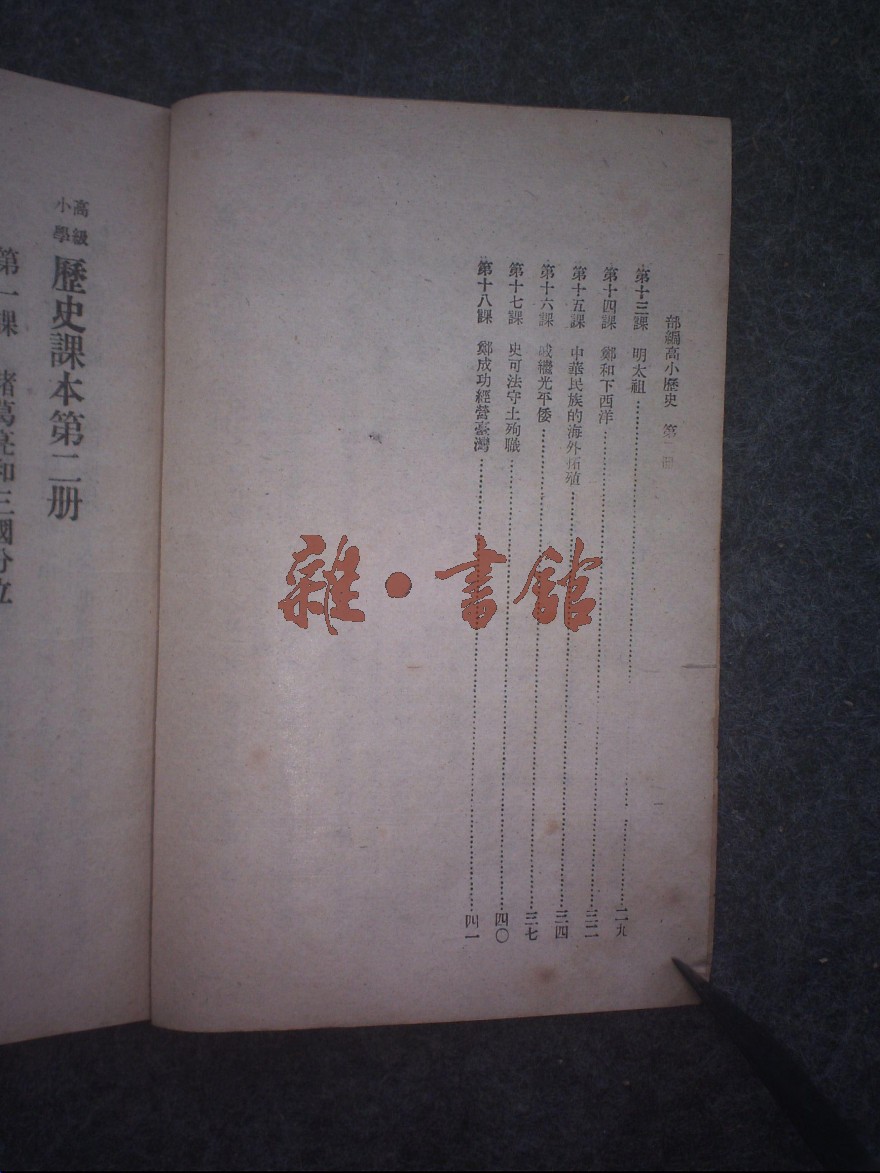 部編高小歷史 第二冊
第十三課 明太祖…………二九
第十四課 鄭和下西洋…………三二
第十五課 中華民族的海外拓殖…………三四
第十六課 戚繼光平倭…………三七
第十七課 史可法守土殉職…………四〇
第十八課 鄭成功經營臺灣…………四一
高級小學 歷史課本第二册
第一課 諸葛亮和三國分立
雜·書館